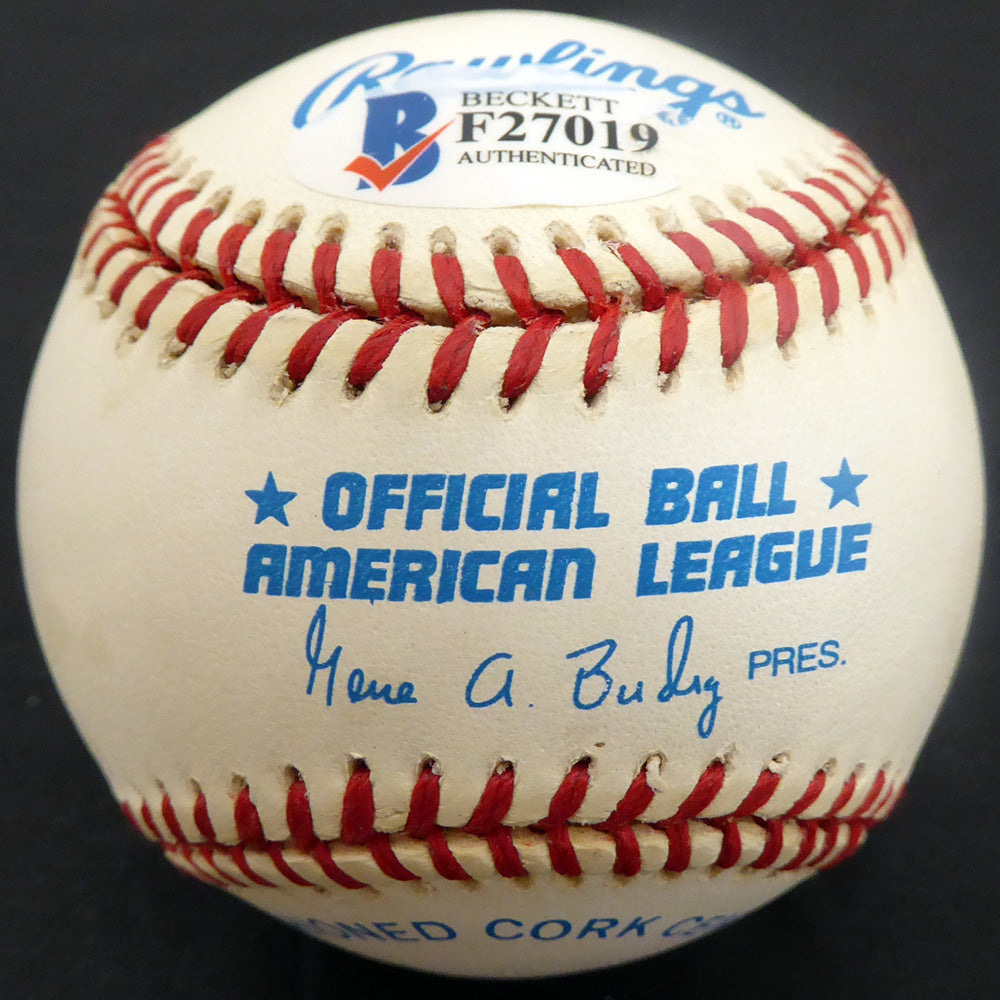 Rawlings®
BECKETT
F27019
AUTHENTICATED
★ OFFICIAL BALL ★
AMERICAN LEAGUE
Gene A. Budig PRES.
CORK